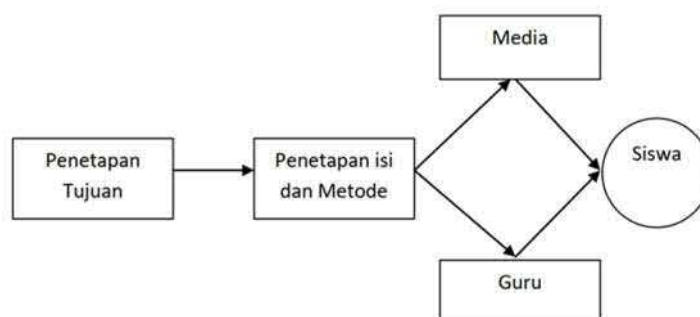 Media
Penetapan
Tujuan
Penetapan isi
dan Metode
Siswa
Guru